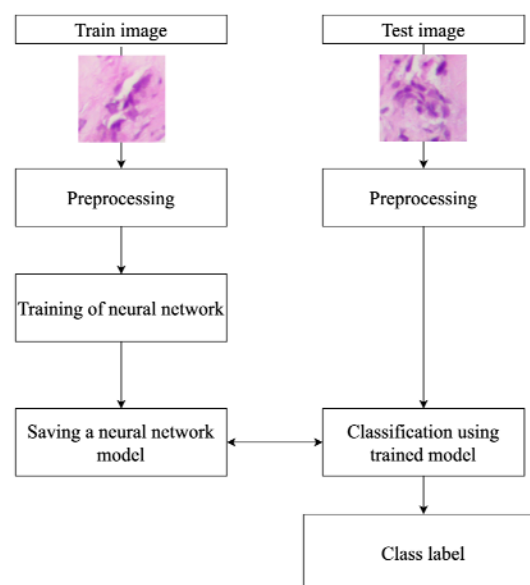 Train image
Test image
Preprocessing
Preprocessing
Training of neural network
Saving a neural network
model
Classification using
trained model
Class label